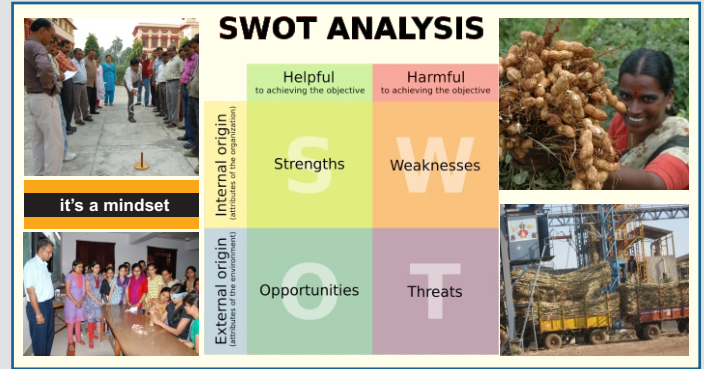 SWOT ANALYSIS
Helpful
to achieving the objective
Harmful
to achieving the objective
Internal origin
(attributes of the organization)
S
Strengths
W
Weaknesses
it's a mindset
External origin
(attributes of the environment)
O
Opportunities
T
Threats